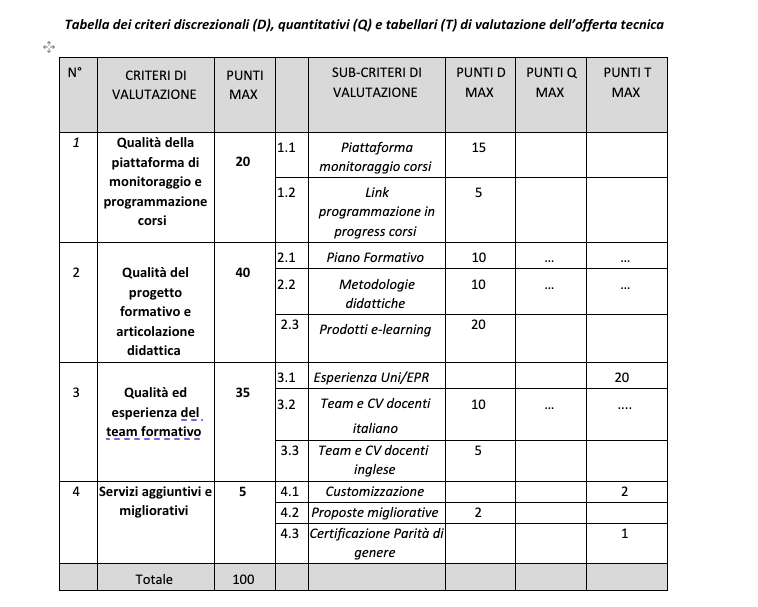 Tabella dei criteri discrezionali (D), quantitativi (Q) e tabellari (T) di valutazione dell'offerta tecnica
N° CRITERI DI VALUTAZIONE PUNTI MAX SUB-CRITERI DI VALUTAZIONE PUNTI D MAX PUNTI Q MAX PUNTI T MAX
1 Qualità della piattaforma di monitoraggio e programmazione corsi 20 1.1 Piattaforma monitoraggio corsi 15
1.2 Link programmazione in progress corsi 5
2 Qualità del progetto formativo e articolazione didattica 40 2.1 Piano Formativo 10 ... ...
2.2 Metodologie didattiche 10 ... ...
2.3 Prodotti e-learning 20
3 Qualità ed esperienza del team formativo 35 3.1 Esperienza Uni/EPR 20
3.2 Team e CV docenti italiano 10 ... ....
3.3 Team e CV docenti inglese 5
4 Servizi aggiuntivi e migliorativi 5 4.1 Customizzazione 2
4.2 Proposte migliorative 2
4.3 Certificazione Parità di genere 1
Totale 100